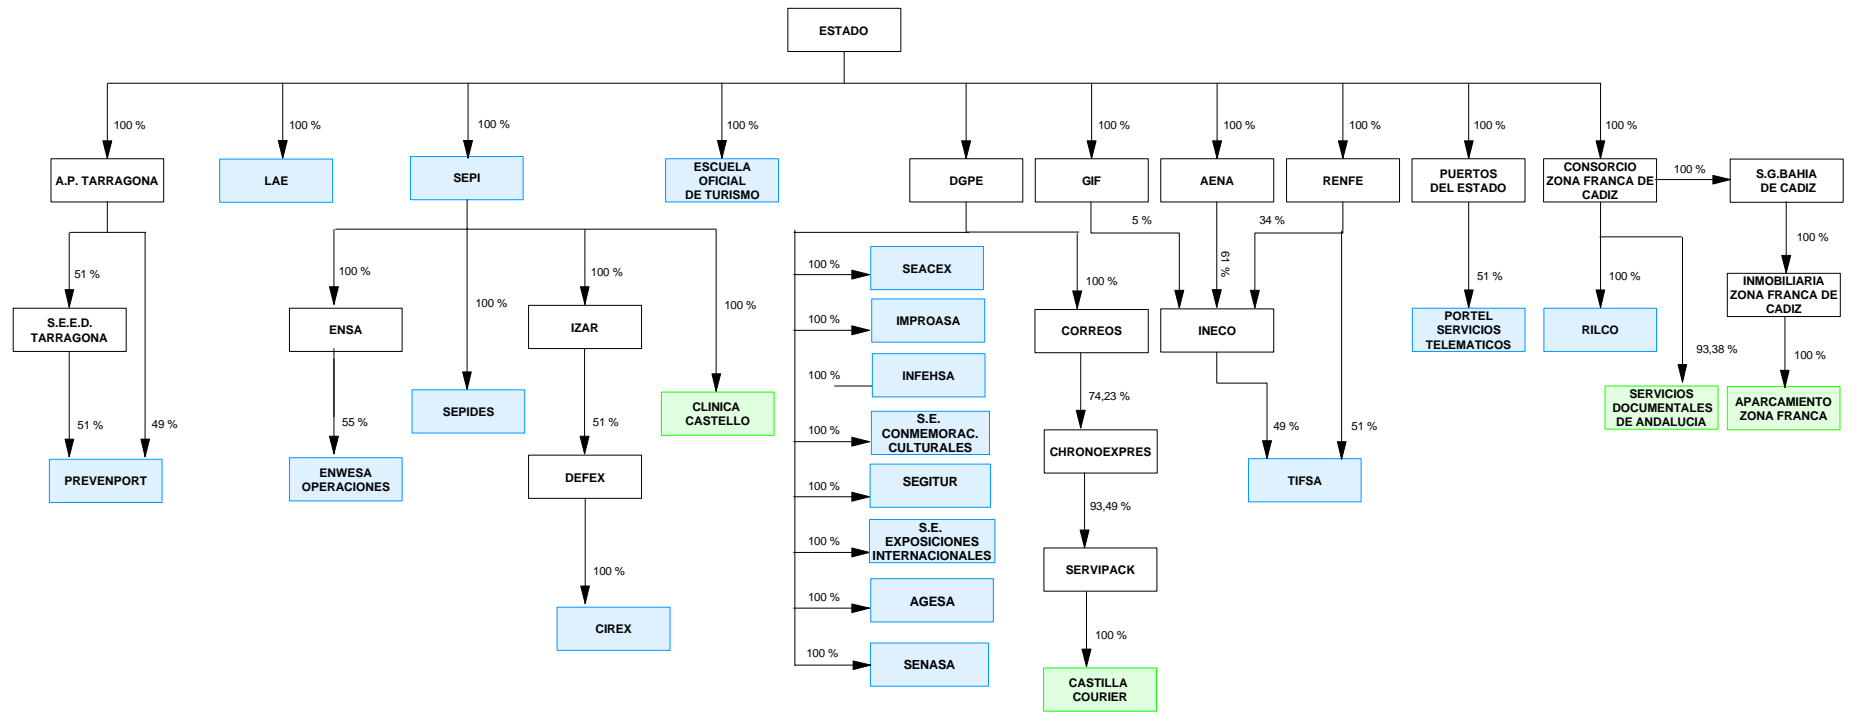 ESTADO
100 %
100 %
100 %
100 %
100 %
100 %
100 %
100 %
100 %
A.P. TARRAGONA
LAE
SEPI
ESCUELA
OFICIAL
DE TURISMO
DGPE
GIF
AENA
RENFE
PUERTOS
DEL ESTADO
CONSORCIO
ZONA FRANCA DE
CADIZ
100 %
S.G.BAHIA
DE CADIZ
5 %
34 %
61 %
51 %
100 %
100 %
100 %
100 %
100 %
51 %
100 %
93,38 %
100 %
S.E.E.D.
TARRAGONA
ENSA
IZAR
CORREOS
INECO
PORTEL
SERVICIOS
TELEMATICOS
RILCO
INMOBILIARIA
ZONA FRANCA DE
CADIZ
100 %
SEACEX
100 %
IMPROASA
100 %
INFEHSA
100 %
S.E.
CONMEMORAC.
CULTURALES
100 %
SEGITUR
100 %
S.E.
EXPOSICIONES
INTERNACIONALES
100 %
AGESA
100 %
SENASA
51 %
49 %
55 %
SEPIDES
51 %
CLINICA
CASTELLO
74,23 %
49 %
51 %
100 %
SERVICIOS
DOCUMENTALES
DE ANDALUCIA
APARCAMIENTO
ZONA FRANCA
PREVENPORT
ENWESA
OPERACIONES
DEFEX
CHRONOEXPRES
TIFSA
100 %
93,49 %
CIREX
SERVIPACK
100 %
CASTILLA
COURIER